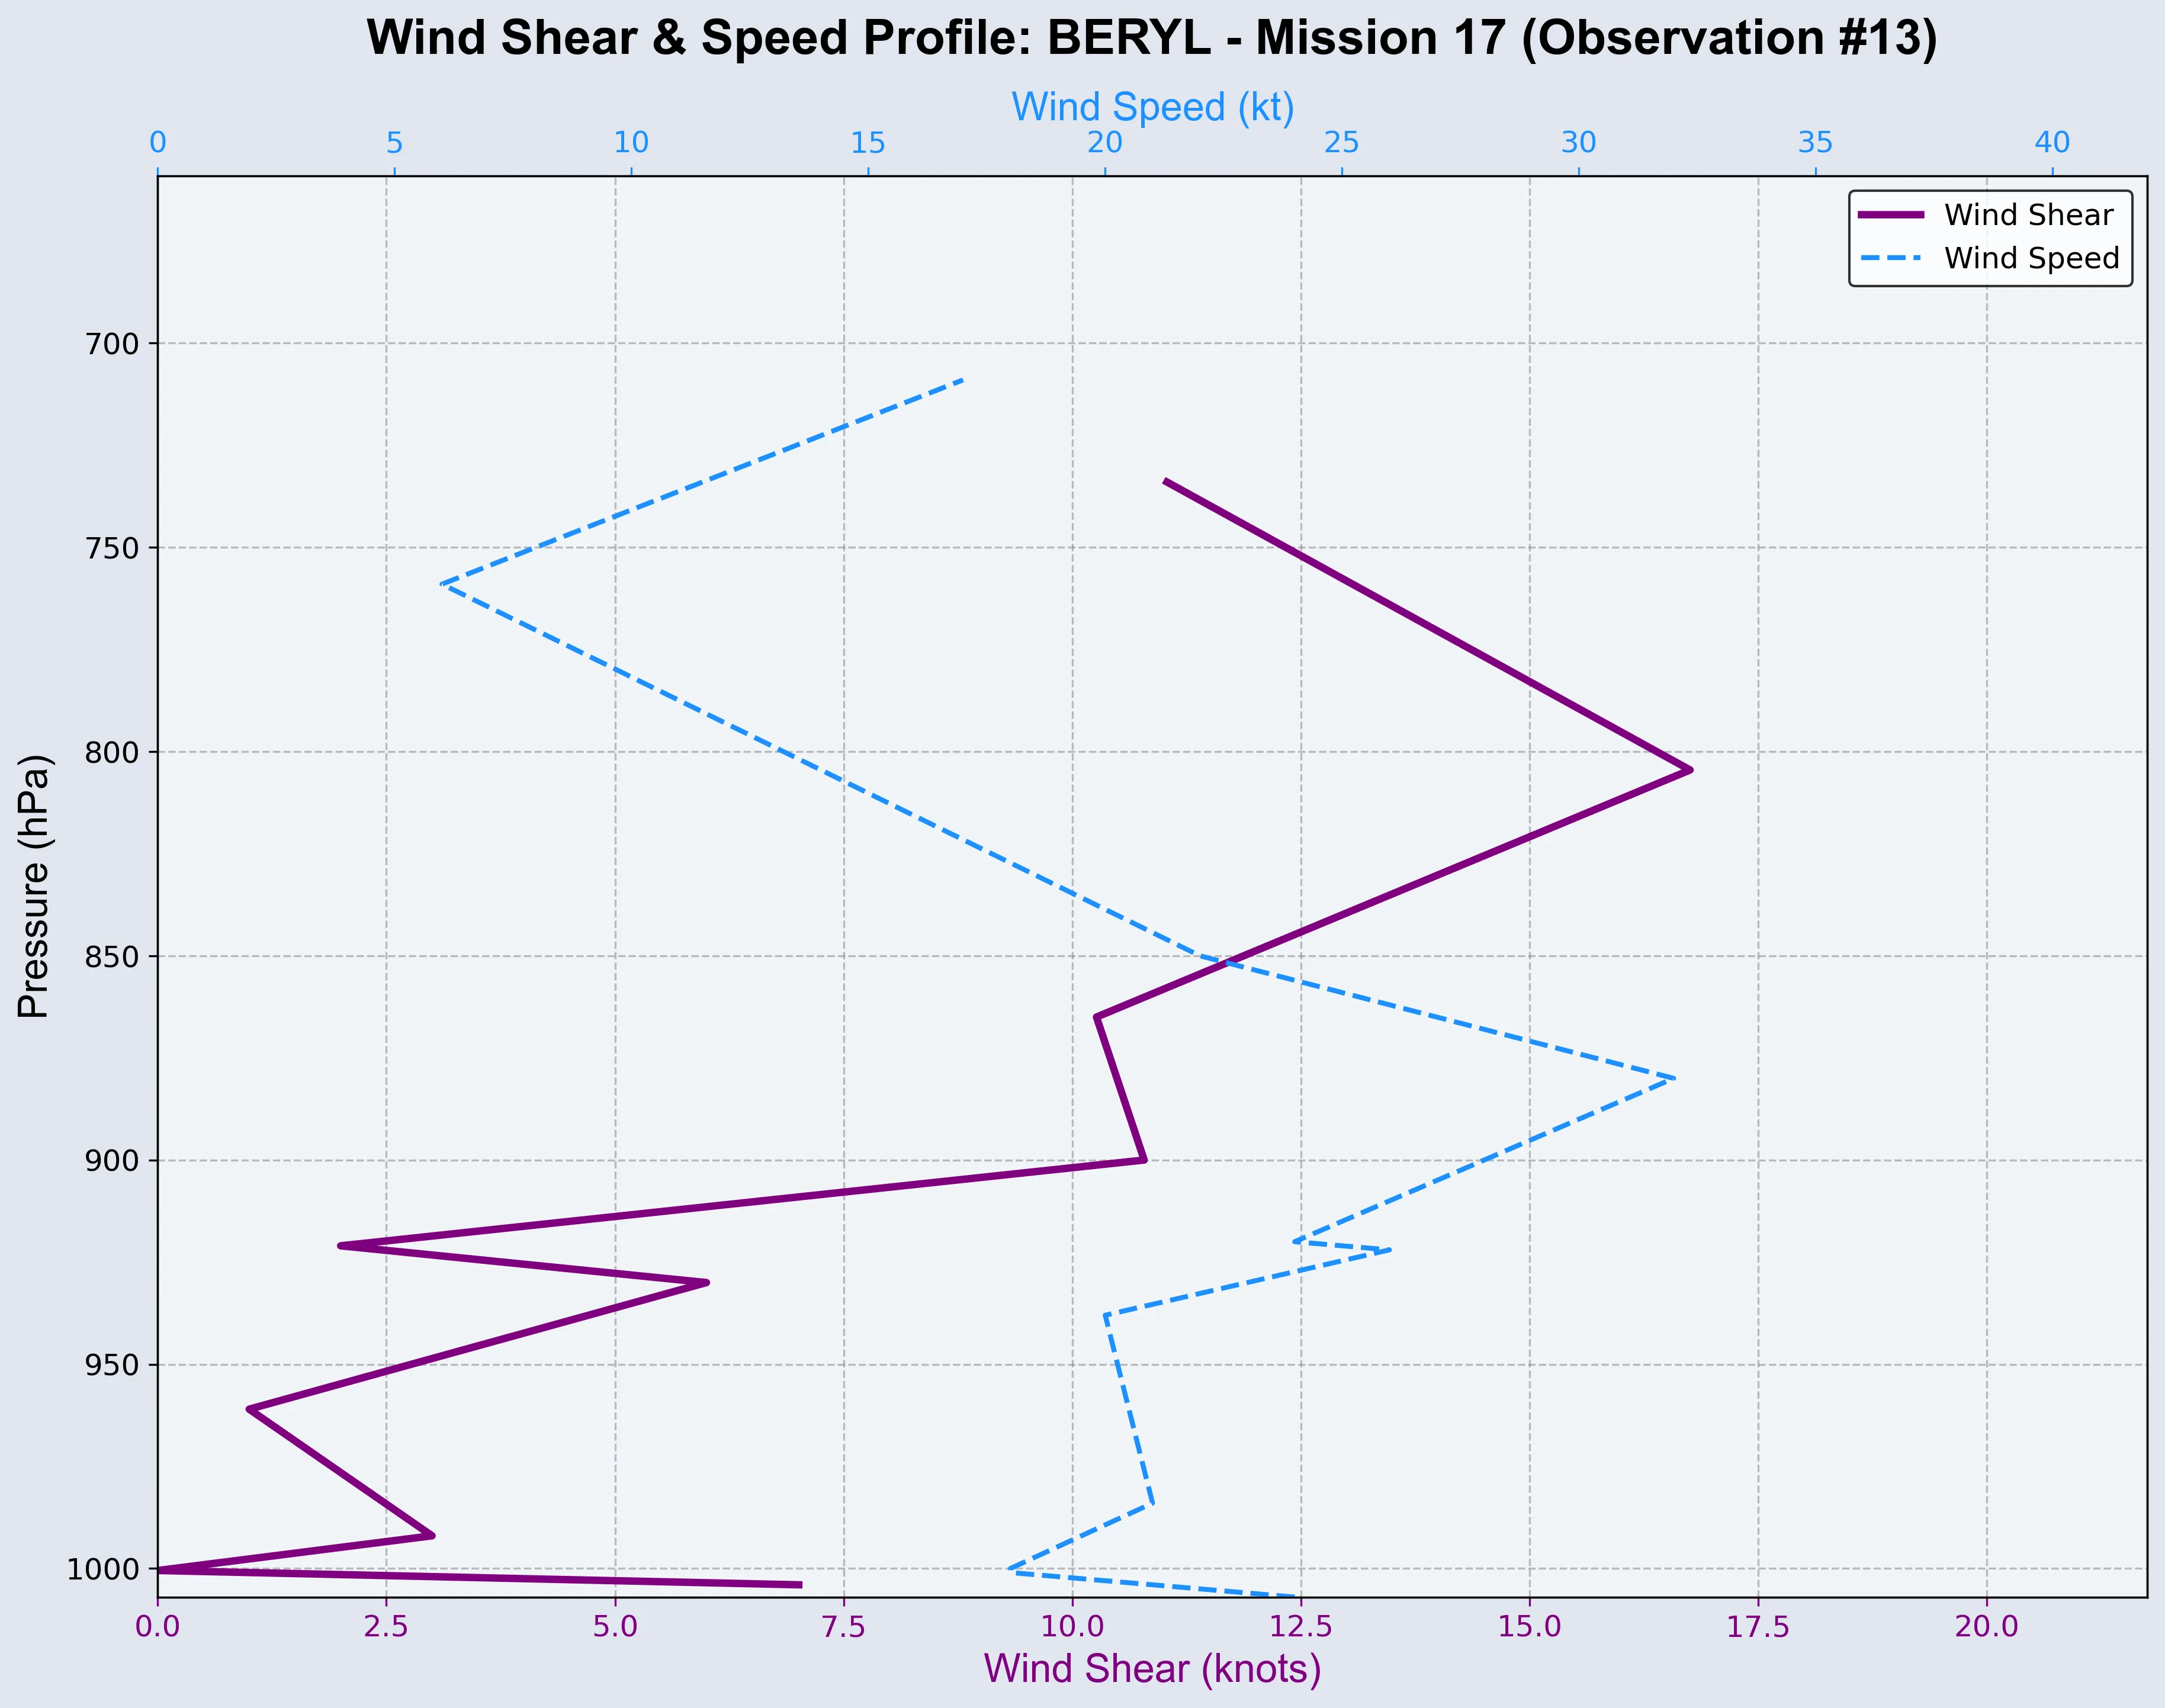 Wind Shear & Speed Profile: BERYL - Mission 17 (Observation #13)
Wind Speed (kt)
0 5 10 15 20 25 30 35 40
Wind Shear
Wind Speed
Pressure (hPa)
700
750
800
850
900
950
1000
0.0 2.5 5.0 7.5 10.0 12.5 15.0 17.5 20.0
Wind Shear (knots)